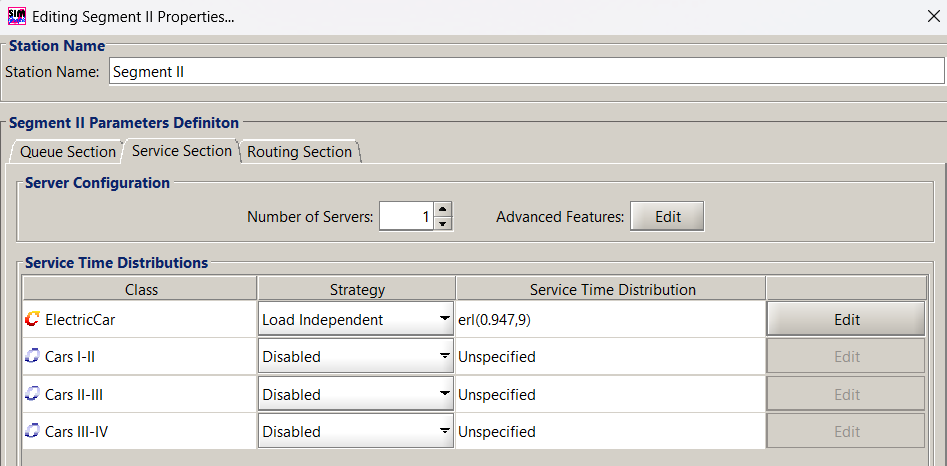 SIM
Editing Segment II Properties...
Station Name
Station Name: Segment II
Segment II Parameters Definiton
Queue Section Service Section Routing Section
Server Configuration
Number of Servers: 1 Advanced Features: Edit
Service Time Distributions
Class Strategy Service Time Distribution
ElectricCar Load Independent erl(0.947,9) Edit
Cars I-II Disabled Unspecified Edit
Cars II-III Disabled Unspecified Edit
Cars III-IV Disabled Unspecified Edit